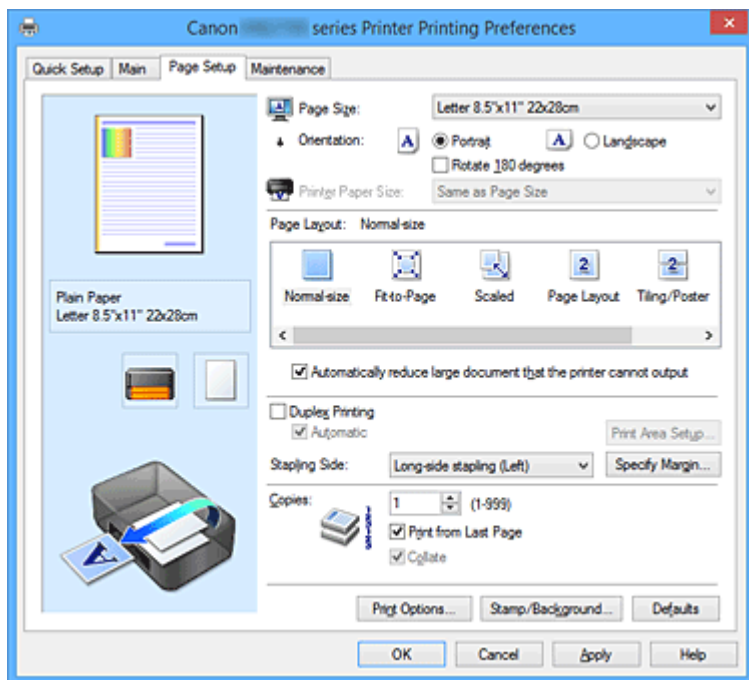 Canon series Printer Printing Preferences
Quick Setup Main Page Setup Maintenance
Page Size: Letter 8.5"x11" 22x28cm
Orientation: A Portrait A Landscape
Rotate 180 degrees
Printer Paper Size: Same as Page Size
Page Layout: Normal-size
2 2
Normal-size Fit-to-Page Scaled Page Layout Tiling/Poster
Plain Paper
Letter 8.5"x11" 22x28cm
Automatically reduce large document that the printer cannot output
Duplex Printing
Automatic
Print Area Setup...
Stapling Side: Long-side stapling (Left) Specify Margin...
Copies: 1 (1-999)
Print from Last Page
Collate
A
Print Options... Stamp/Background... Defaults
OK Cancel Apply Help